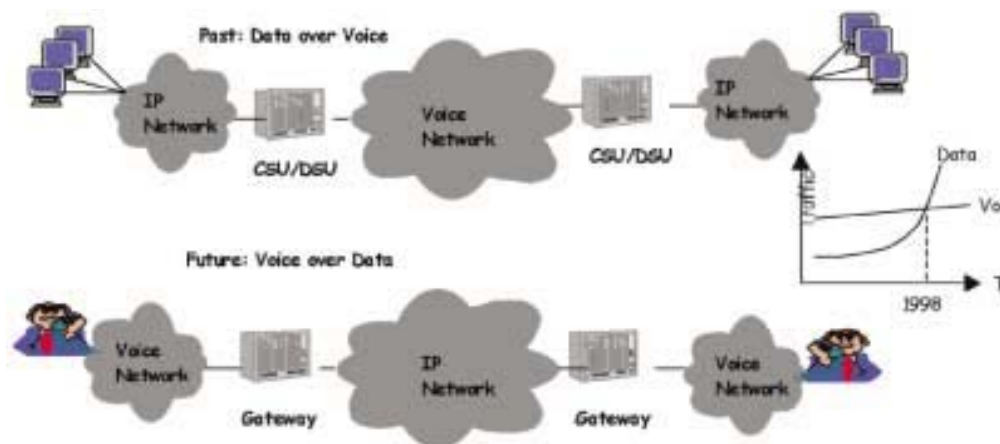 Past: Data over Voice
IP
Network
CSU/DSU
Voice
Network
CSU/DSU
IP
Network
Data
Traffic
Vo
T
1998
Future: Voice over Data
Voice
Network
Gateway
IP
Network
Gateway
Voice
Network